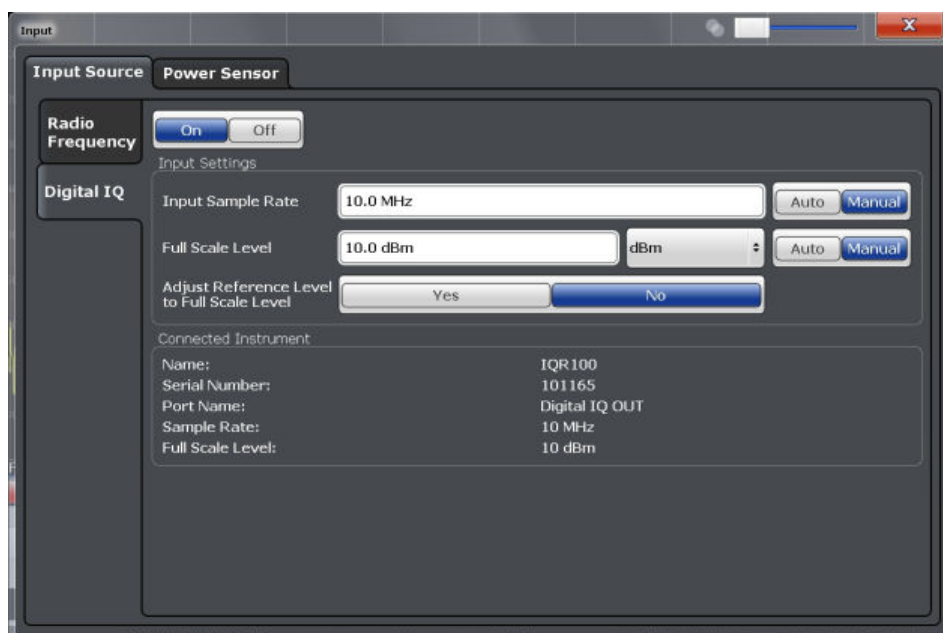 Input
Input Source Power Sensor
Radio
Frequency
Digital IQ
On Off
Input Settings
Input Sample Rate 10.0 MHz Auto Manual
Full Scale Level 10.0 dBm dBm Auto Manual
Adjust Reference Level
to Full Scale Level Yes No
Connected Instrument
Name: IQR100
Serial Number: 101165
Port Name: Digital IQ OUT
Sample Rate: 10 MHz
Full Scale Level: 10 dBm